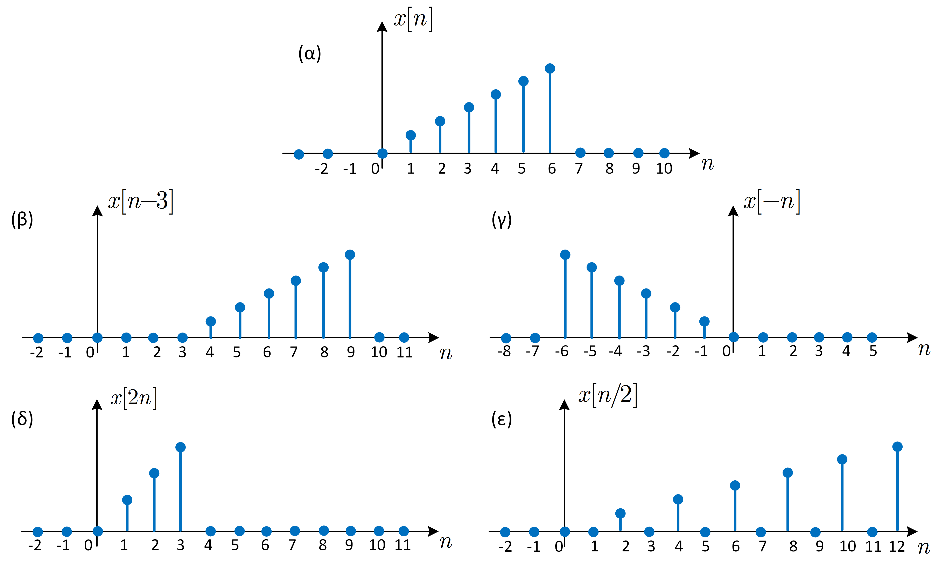 x[n]
(α)
-2 -1 0 1 2 3 4 5 6 7 8 9 10 n
(β) x[n−3]
-2 -1 0 1 2 3 4 5 6 7 8 9 10 11 n
(γ) x[−n]
-8 -7 -6 -5 -4 -3 -2 -1 0 1 2 3 4 5 n
(δ) x[2n]
-2 -1 0 1 2 3 4 5 6 7 8 9 10 11 n
(ε) x[n/2]
-2 -1 0 1 2 3 4 5 6 7 8 9 10 11 12 n